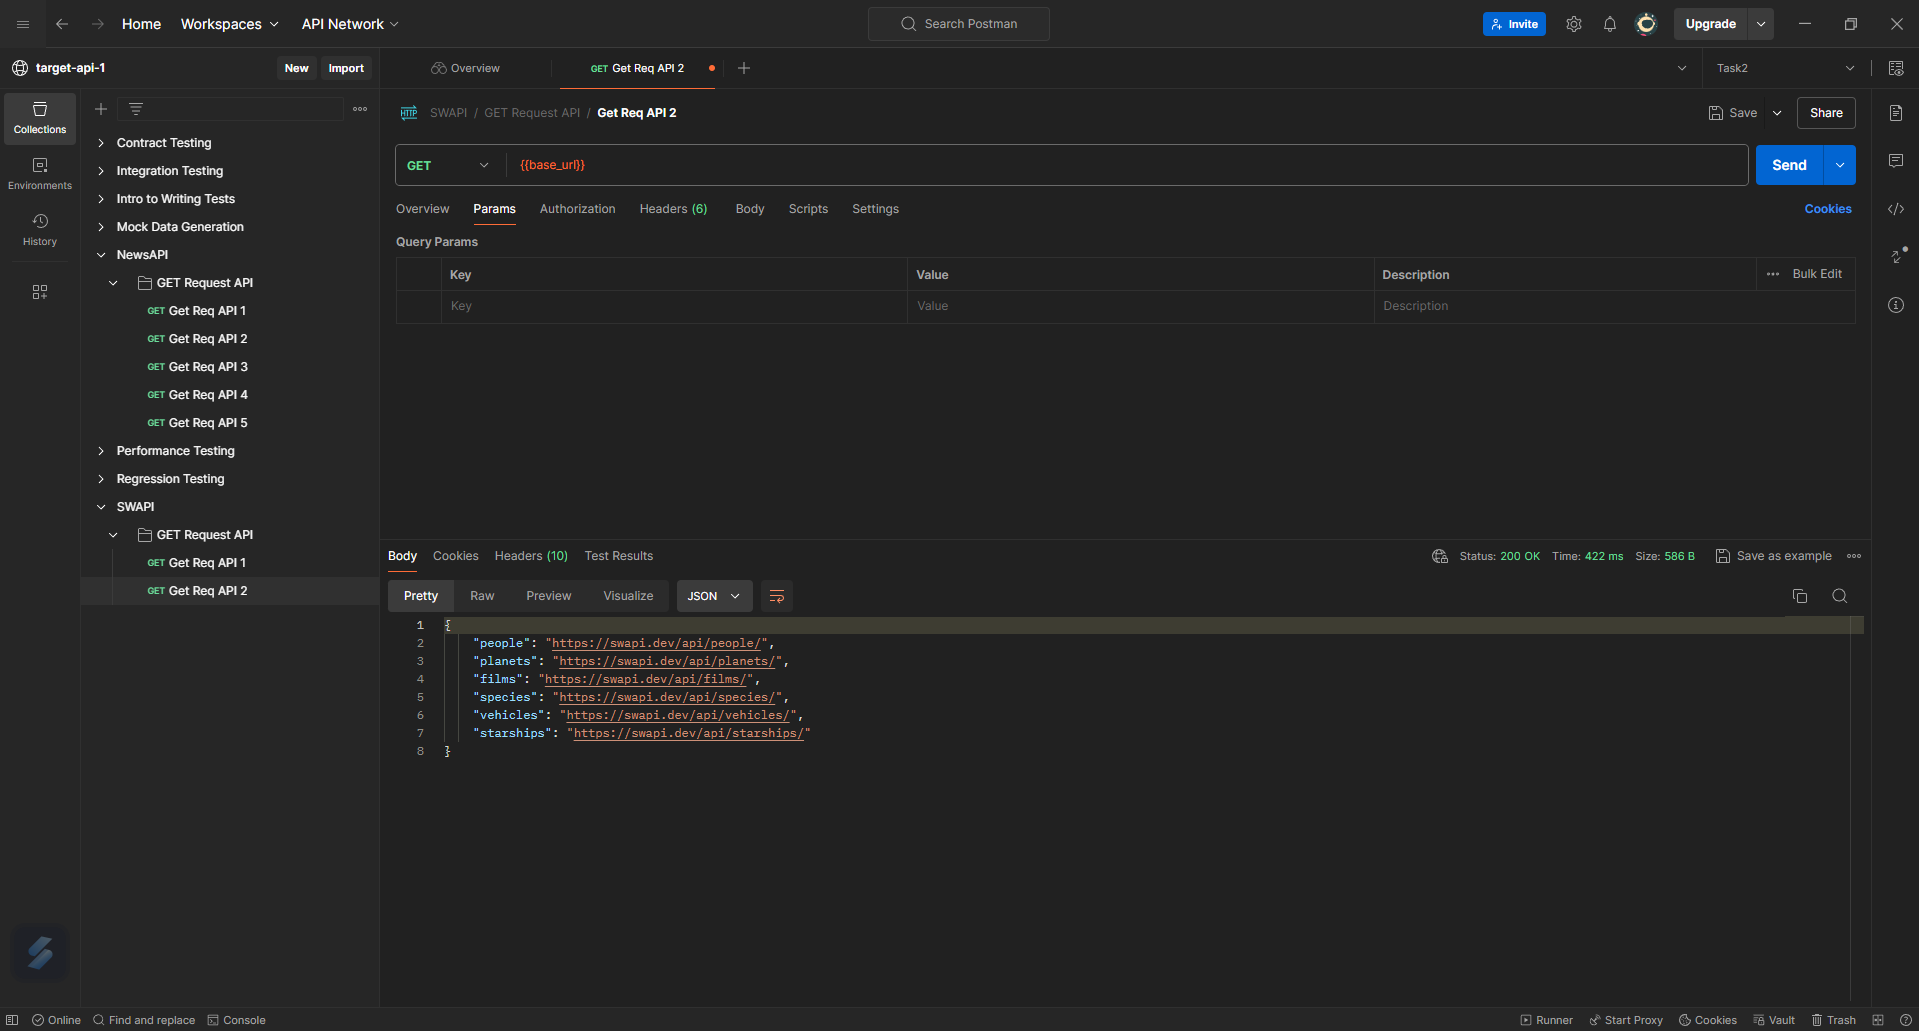 Home Workspaces API Network Search Postman Invite Upgrade
target-api-1 New Import Overview GET Get Req API 2 Task2
Collections
Environments
History
Contract Testing
Integration Testing
Intro to Writing Tests
Mock Data Generation
NewsAPI
GET Request API
GET Get Req API 1
GET Get Req API 2
GET Get Req API 3
GET Get Req API 4
GET Get Req API 5
Performance Testing
Regression Testing
SWAPI
GET Request API
GET Get Req API 1
GET Get Req API 2
HTTP SWAPI / GET Request API / Get Req API 2 Save Share
GET {{base_url}} Send
Overview Params Authorization Headers (6) Body Scripts Settings Cookies
Query Params
Key Value Description Bulk Edit
Key Value Description
Body Cookies Headers (10) Test Results Status: 200 OK Time: 422 ms Size: 586 B Save as example
Pretty Raw Preview Visualize JSON
1 {
2 "people": "https://swapi.dev/api/people/",
3 "planets": "https://swapi.dev/api/planets/",
4 "films": "https://swapi.dev/api/films/",
5 "species": "https://swapi.dev/api/species/",
6 "vehicles": "https://swapi.dev/api/vehicles/",
7 "starships": "https://swapi.dev/api/starships/"
8 }
Online Find and replace Console Runner Start Proxy Cookies Vault Trash